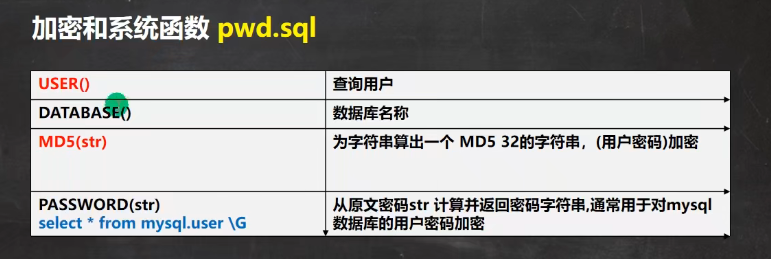 加密和系统函数 pwd.sql
USER() 查询用户
DATABASE() 数据库名称
MD5(str) 为字符串算出一个 MD5 32的字符串，(用户密码)加密
PASSWORD(str) 从原文密码str 计算并返回密码字符串,通常用于对mysql
select * from mysql.user \G 数据库的用户密码加密